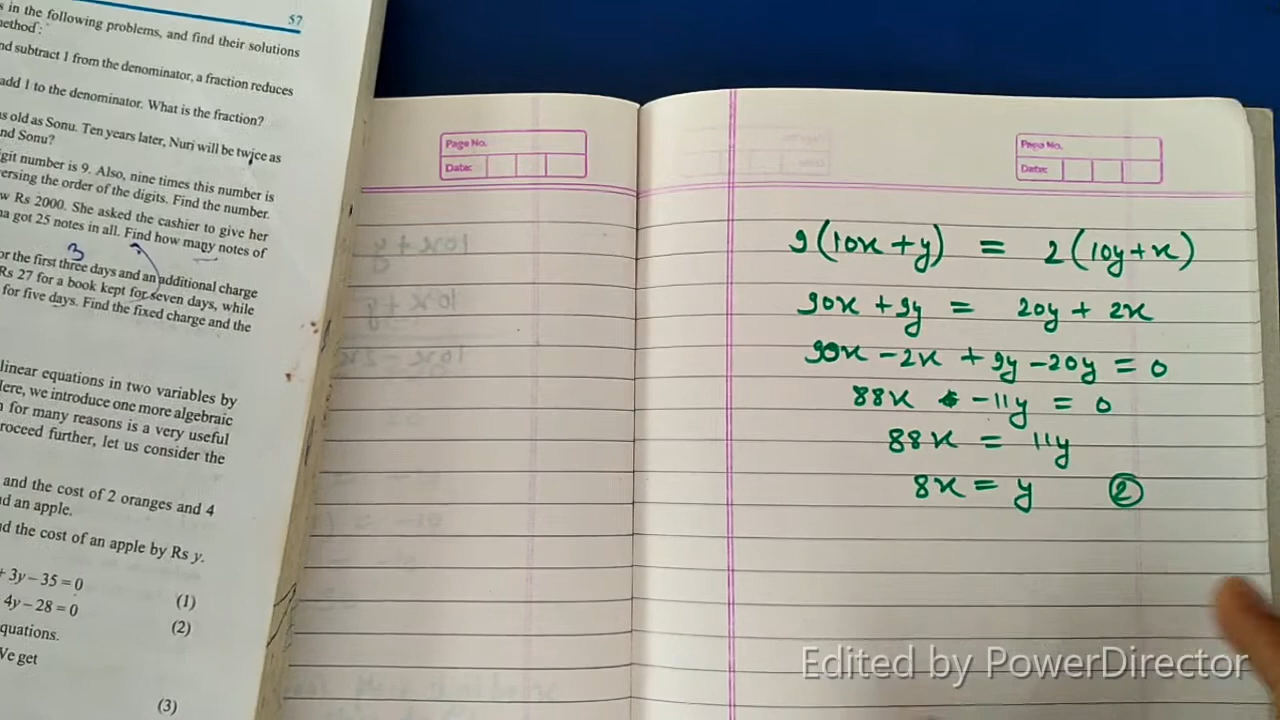 57
s in the following problems, and find their solutions
ethod :
nd subtract 1 from the denominator, a fraction reduces
add 1 to the denominator. What is the fraction?
s old as Sonu. Ten years later, Nuri will be twice as
nd Sonu?
git number is 9. Also, nine times this number is
ersing the order of the digits. Find the number.
w Rs 2000. She asked the cashier to give her
na got 25 notes in all. Find how many notes of
3
or the first three days and an additional charge
Rs 27 for a book kept for seven days, while
for five days. Find the fixed charge and the
linear equations in two variables by
Here, we introduce one more algebraic
n for many reasons is a very useful
roceed further, let us consider the
and the cost of 2 oranges and 4
nd an apple.
nd the cost of an apple by Rs y.
+ 3y – 35 = 0 (1)
4y – 28 = 0 (2)
quations.
We get
(3)
Page No.
Date:
Page No.
Date:
9(10x + y) = 2(10y + x)
90x + 9y = 20y + 2x
90x - 2x + 9y - 20y = 0
88x - 11y = 0
88x = 11y
8x = y ②
Edited by PowerDirector